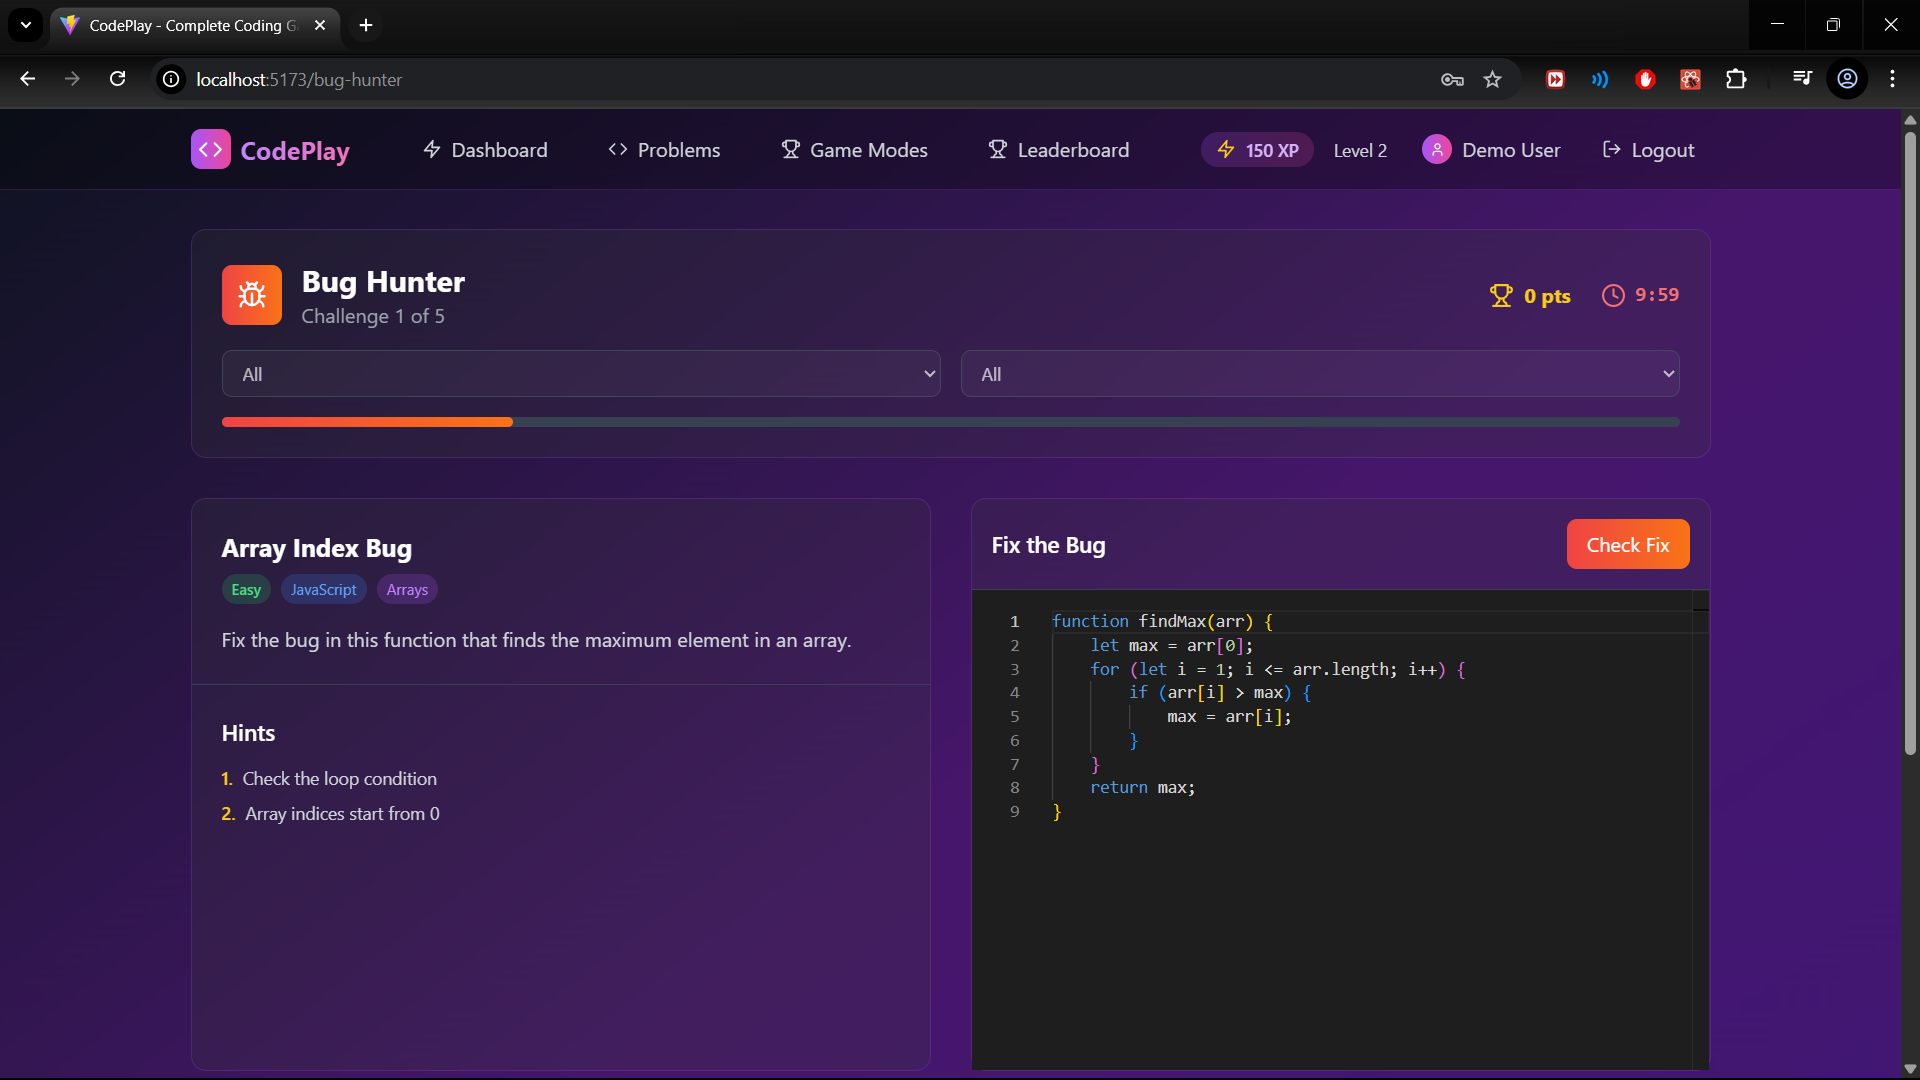 CodePlay - Complete Coding G
localhost:5173/bug-hunter
CodePlay
Dashboard
Problems
Game Modes
Leaderboard
150 XP
Level 2
Demo User
Logout
Bug Hunter
Challenge 1 of 5
0 pts
9:59
All
All
Array Index Bug
Easy
JavaScript
Arrays
Fix the bug in this function that finds the maximum element in an array.
Hints
1. Check the loop condition
2. Array indices start from 0
Fix the Bug
Check Fix
1 function findMax(arr) {
2     let max = arr[0];
3     for (let i = 1; i <= arr.length; i++) {
4         if (arr[i] > max) {
5             max = arr[i];
6         }
7     }
8     return max;
9 }